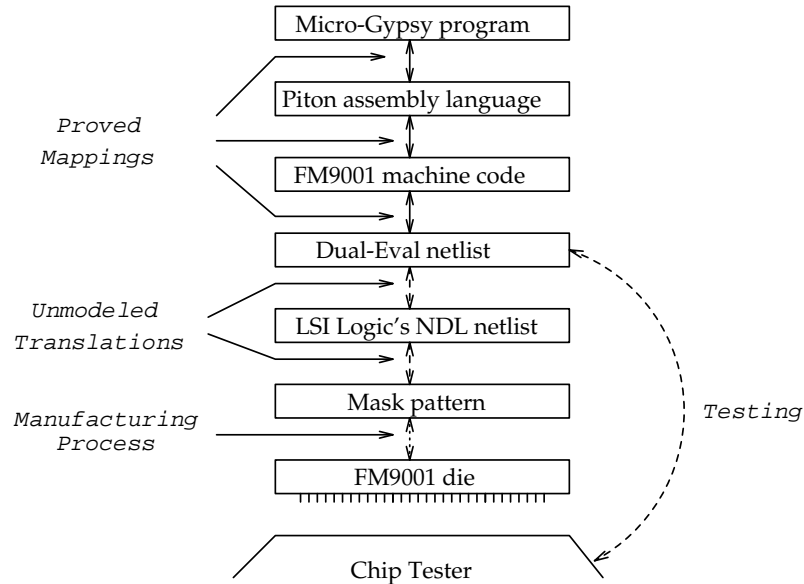 Micro-Gypsy program
Piton assembly language
Proved
Mappings
FM9001 machine code
Dual-Eval netlist
Unmodeled
Translations
LSI Logic's NDL netlist
Mask pattern
Manufacturing
Process
Testing
FM9001 die
Chip Tester